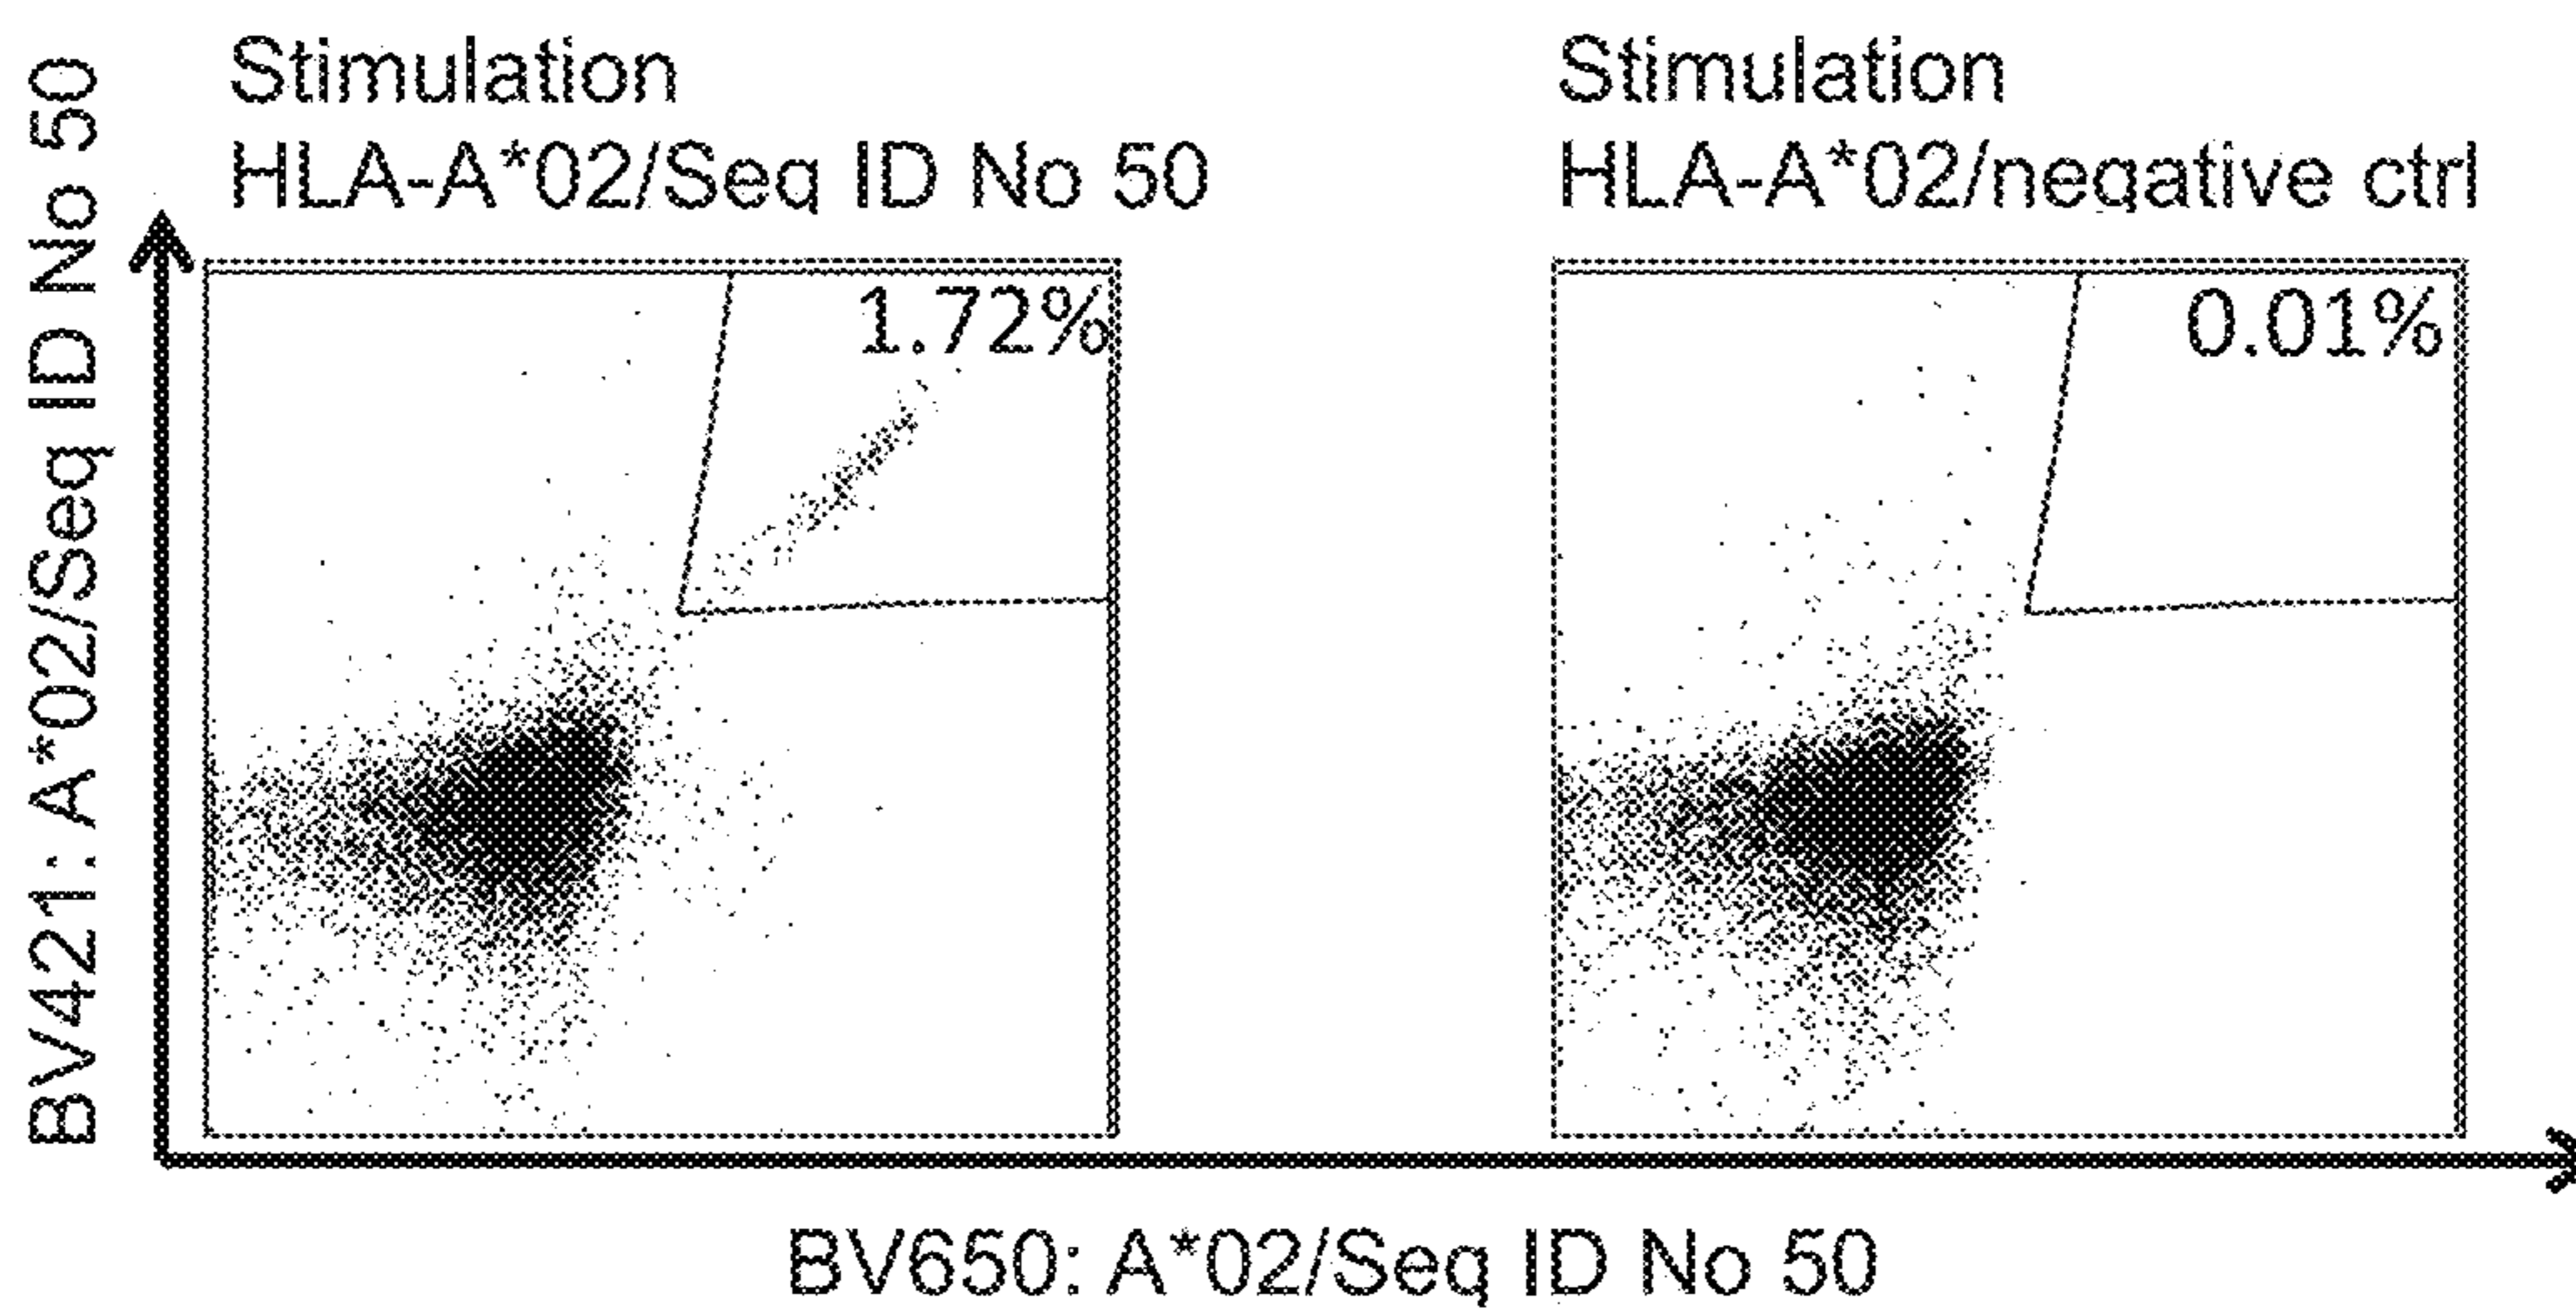 Stimulation
HLA-A*02/Seq ID No 50
Stimulation
HLA-A*02/negative ctrl
BV421: A*02/Seq ID No 50
1.72%
0.01%
BV650: A*02/Seq ID No 50